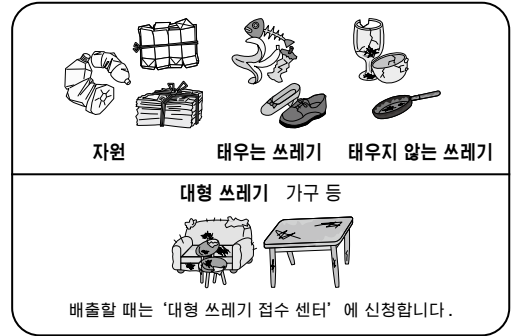 자원 태우는 쓰레기 태우지 않는 쓰레기
대형 쓰레기 가구 등
배출할 때는 ‘대형 쓰레기 접수 센터’에 신청합니다.